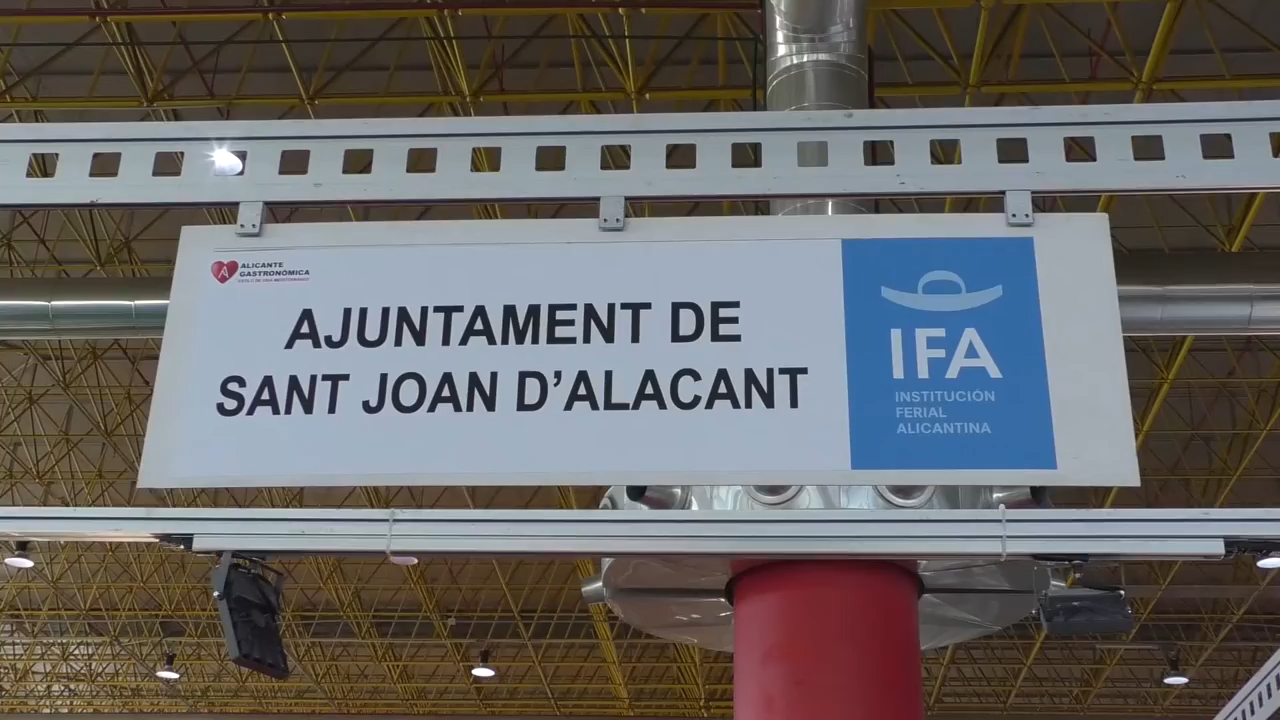 ALICANTE
GASTRONÓMICA
AJUNTAMENT DE
SANT JOAN D'ALACANT
IFA
INSTITUCIÓN
FERIAL
ALICANTINA